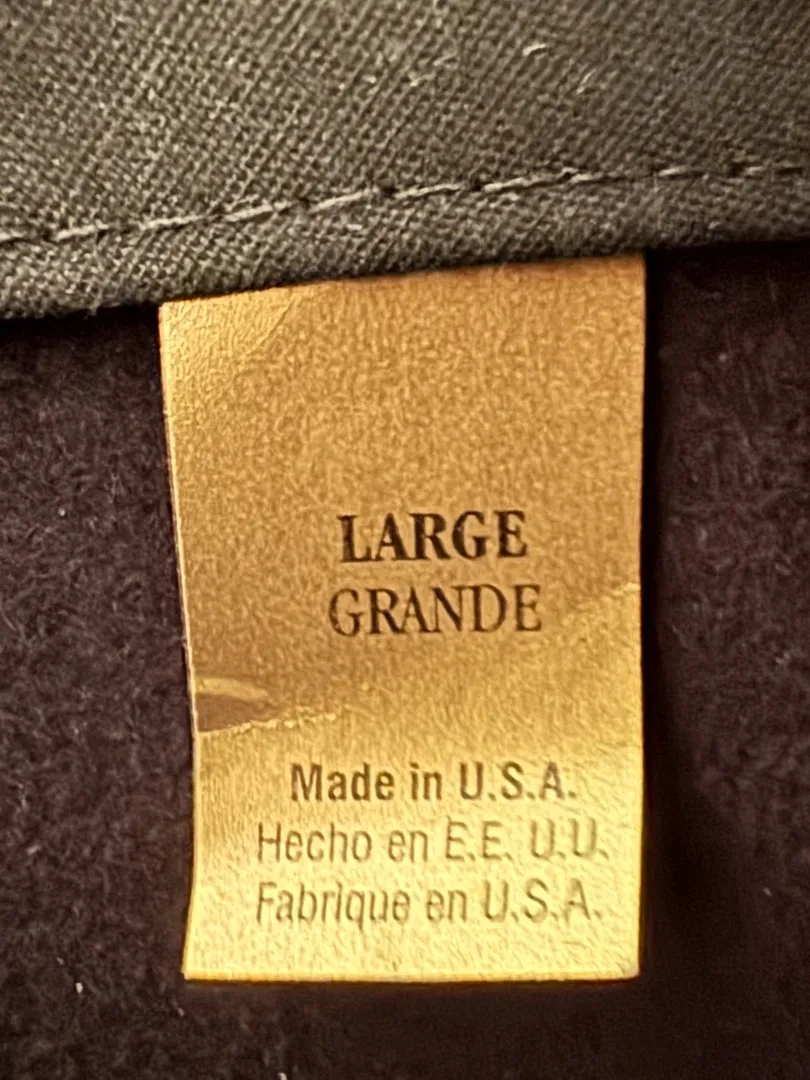 LARGE
GRANDE
Made in U.S.A.
Hecho en E.E. U.U.
Fabrique en U.S.A.